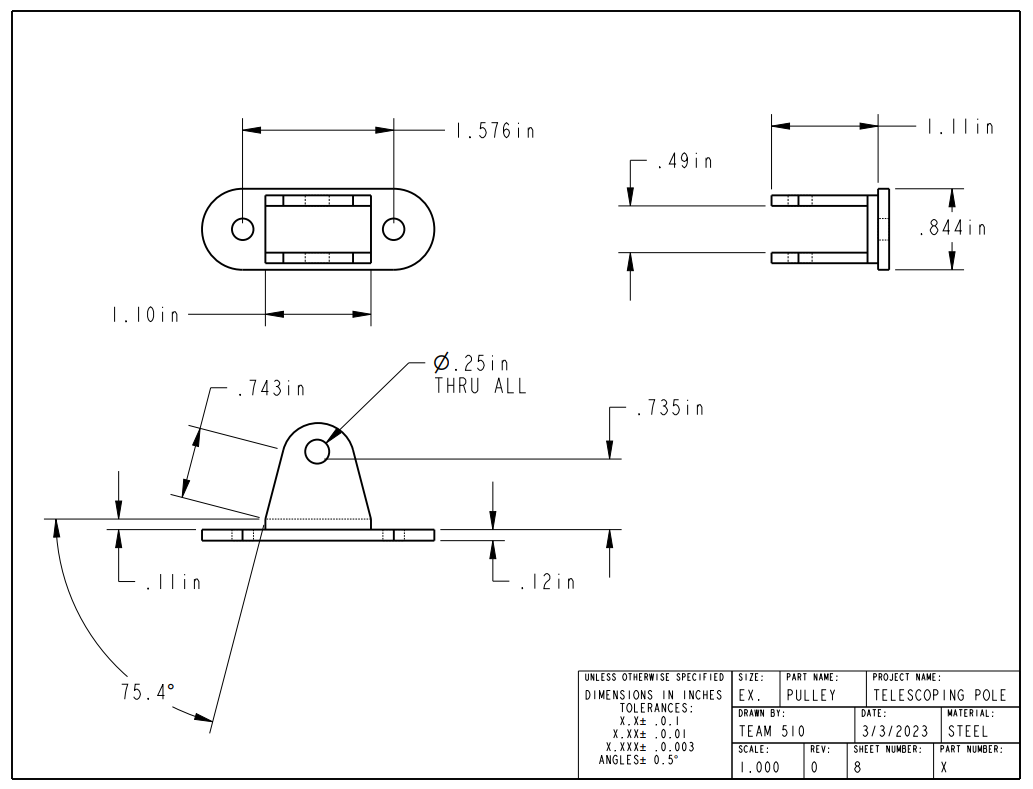 1.576in
1.11in
.49in
.844in
1.10in
Ø.25in
THRU ALL
.743in
.735in
.11in
.12in
75.4°
UNLESS OTHERWISE SPECIFIED
DIMENSIONS IN INCHES
TOLERANCES:
X.X± .0.1
X.XX± .0.01
X.XXX± .0.003
ANGLES± 0.5°
SIZE: PART NAME: PROJECT NAME:
EX. PULLEY TELESCOPING POLE
DRAWN BY: DATE: MATERIAL:
TEAM 510 3/3/2023 STEEL
SCALE: REV: SHEET NUMBER: PART NUMBER:
1.000 0 8 X